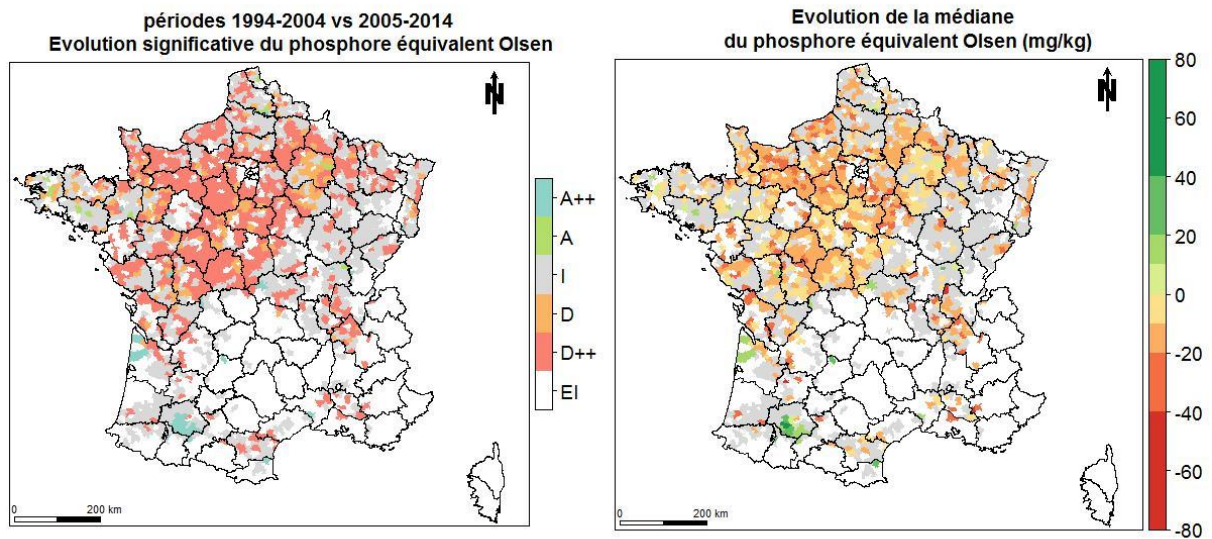 périodes 1994-2004 vs 2005-2014
Evolution significative du phosphore équivalent Olsen
N
A++
A
I
D
D++
EI
0 200 km
Evolution de la médiane
du phosphore équivalent Olsen (mg/kg)
N
80
60
40
20
0
-20
-40
-60
-80
0 200 km